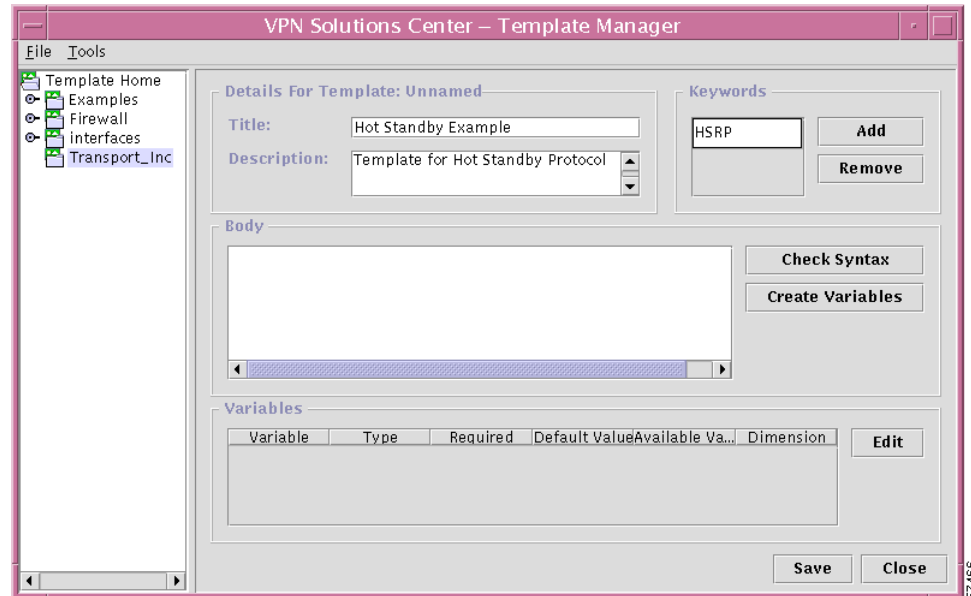 VPN Solutions Center – Template Manager
File Tools
Template Home
Examples
Firewall
interfaces
Transport_Inc
Details For Template: Unnamed
Title: Hot Standby Example
Description: Template for Hot Standby Protocol
Keywords
HSRP
Add
Remove
Body
Check Syntax
Create Variables
Variables
Variable Type Required Default Value Available Va... Dimension
Edit
Save Close